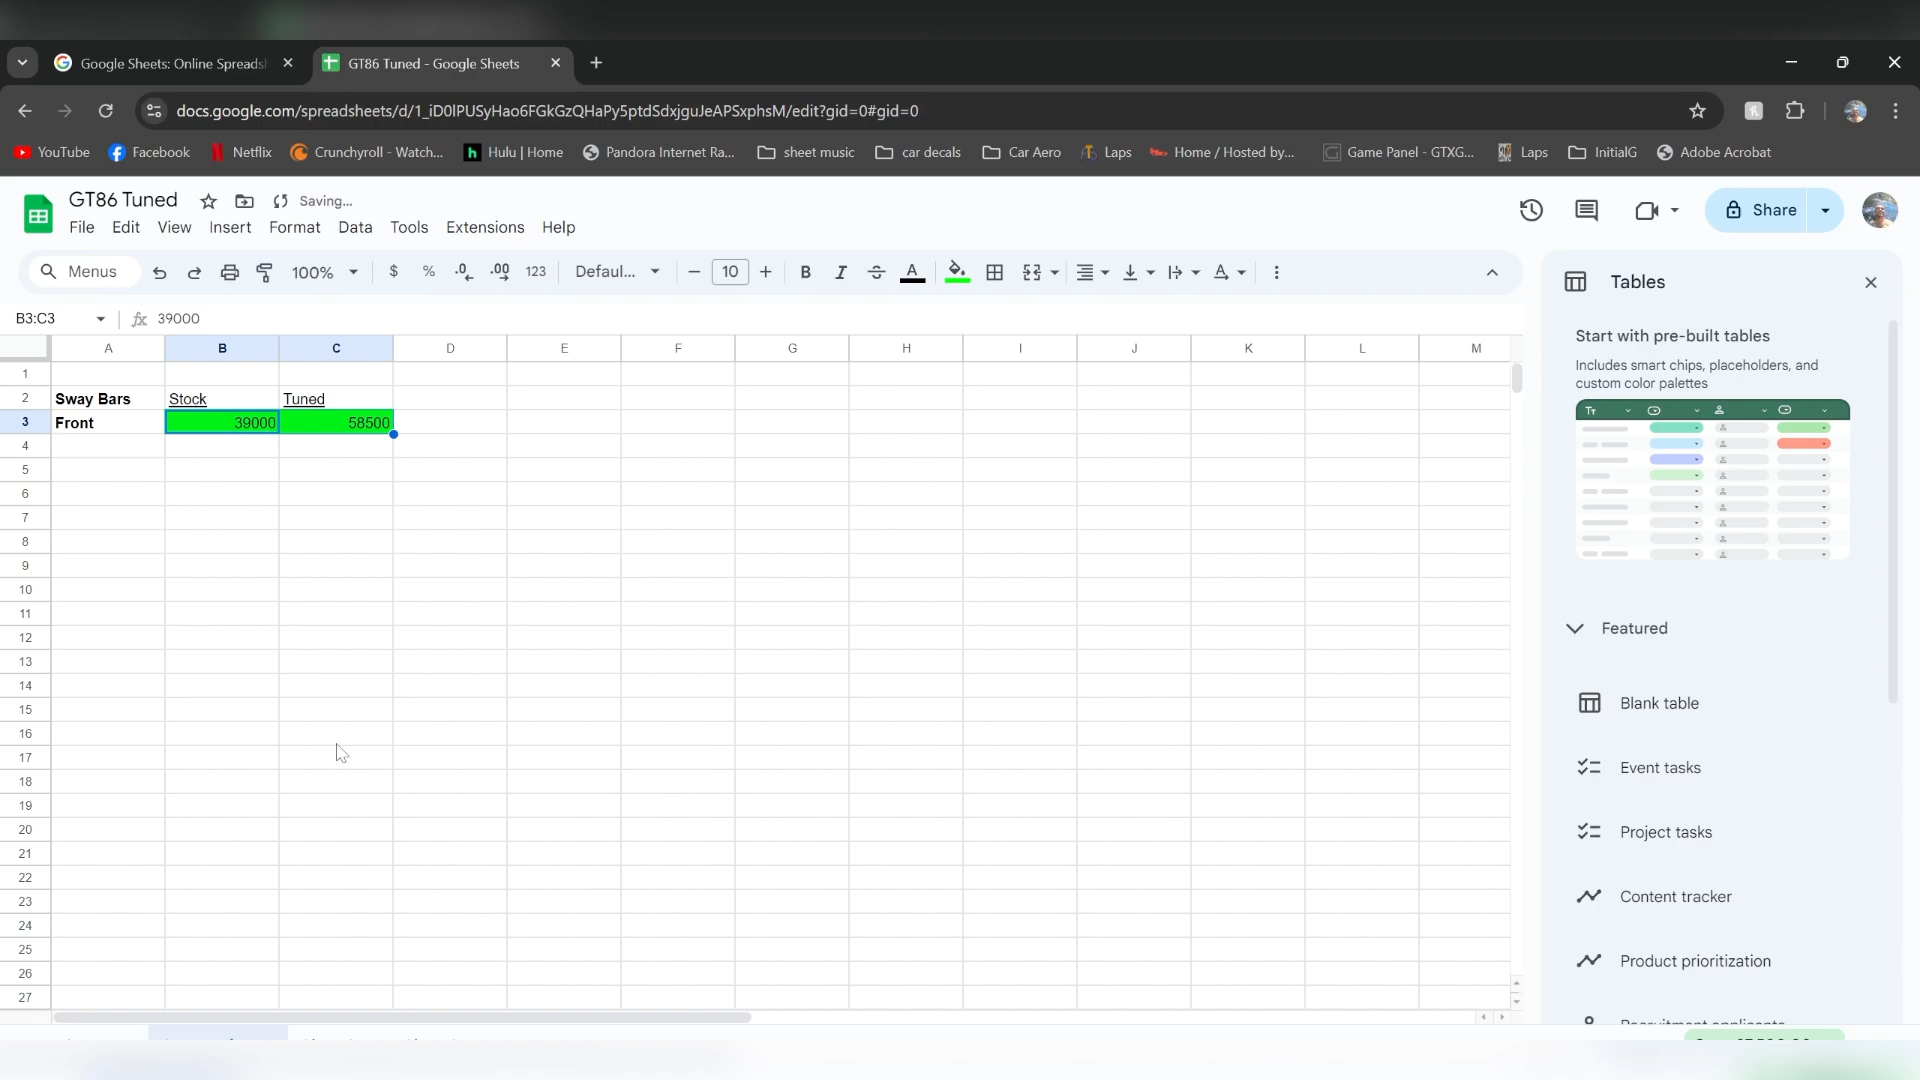 Google Sheets: Online Spreads
GT86 Tuned - Google Sheets
docs.google.com/spreadsheets/d/1_iD0lPUSyHao6FGkGzQHaPy5ptdSdxjguJeAPSxphsM/edit?gid=0#gid=0
YouTube Facebook Netflix Crunchyroll - Watch... Hulu | Home Pandora Internet Ra... sheet music car decals Car Aero Laps Home / Hosted by... Game Panel - GTXG... Laps InitialG Adobe Acrobat
GT86 Tuned Saving...
File Edit View Insert Format Data Tools Extensions Help
Share
Menus 100% $ % .0 .00 123 Defaul... 10 B I A
B3:C3 fx 39000
A B C D E F G H I J K L M
1
2 Sway Bars Stock Tuned
3 Front 39000 58500
4
5
6
7
8
9
10
11
12
13
14
15
16
17
18
19
20
21
22
23
24
25
26
27
Tables
Start with pre-built tables
Includes smart chips, placeholders, and
custom color palettes
Tт
Featured
Blank table
Event tasks
Project tasks
Content tracker
Product prioritization